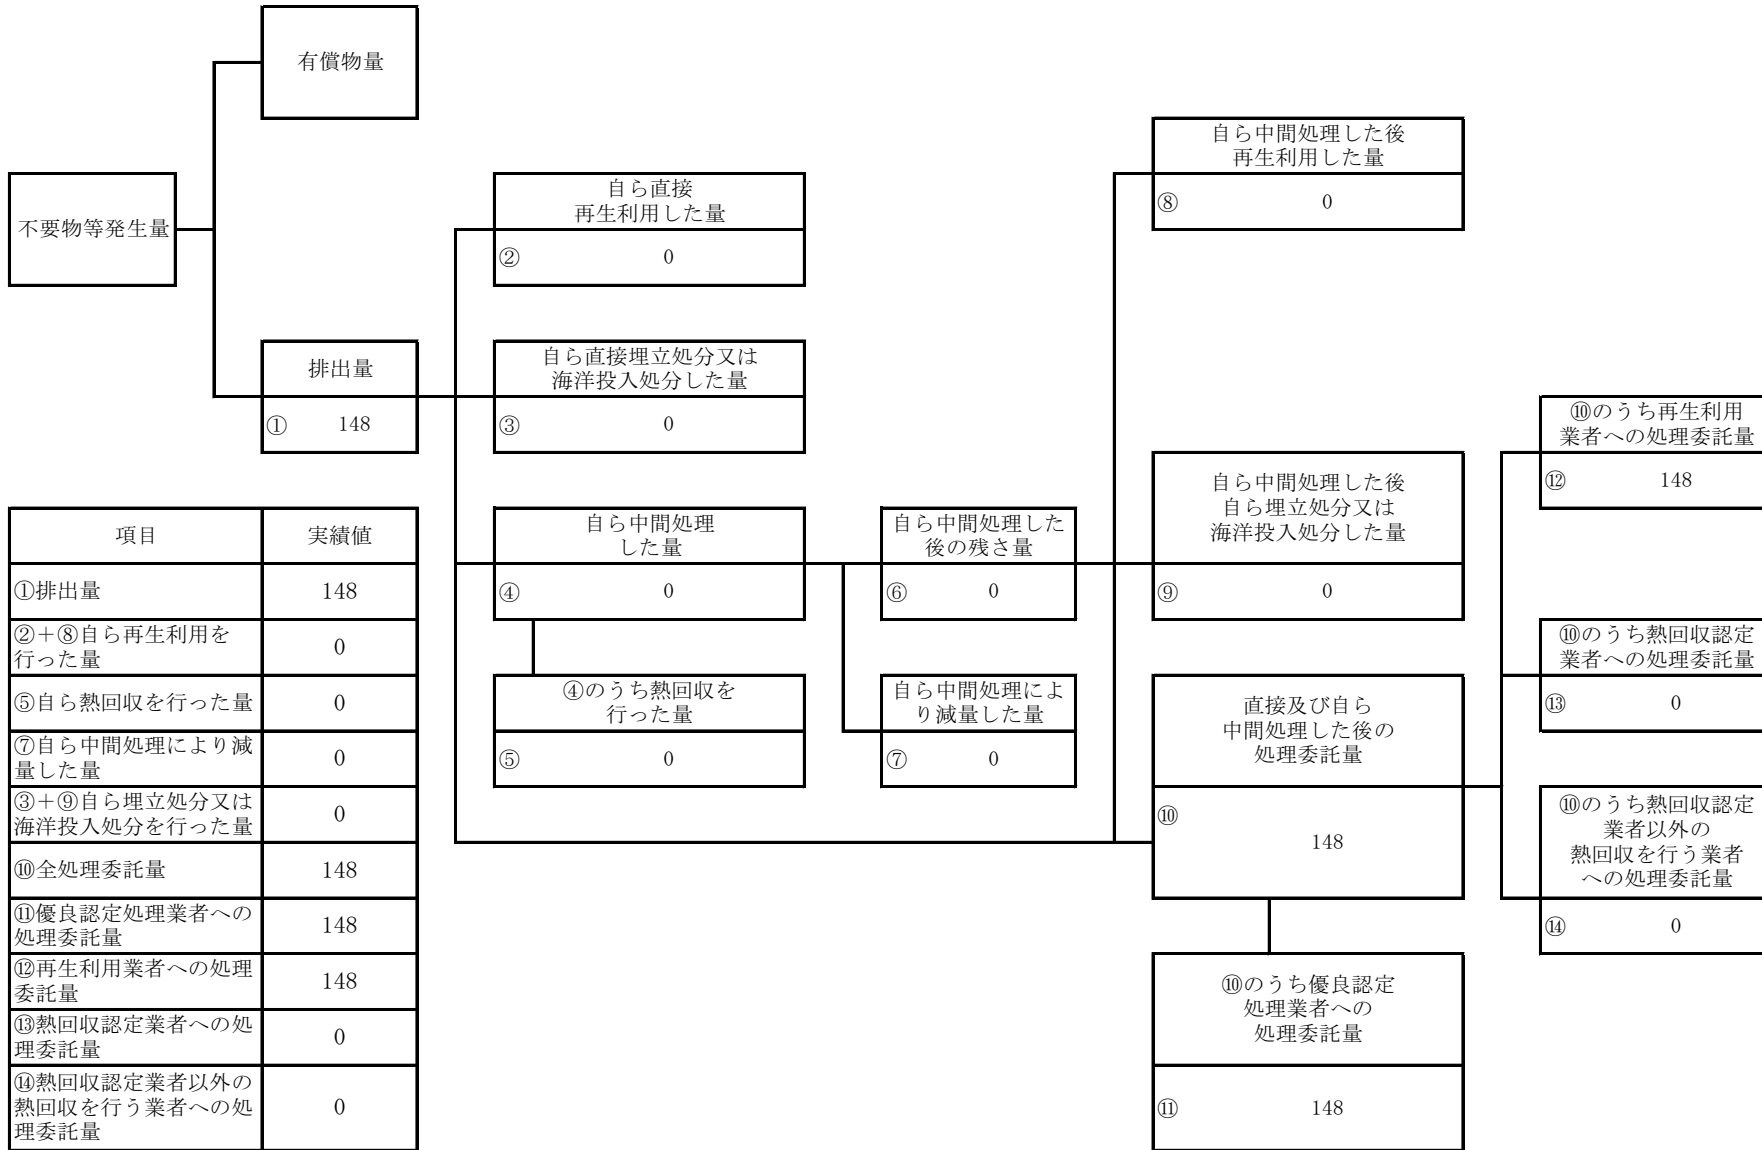 有償物量
不要物等発生量
排出量
① 148
自ら直接
再生利用した量
② 0
自ら直接埋立処分又は
海洋投入処分した量
③ 0
自ら中間処理
した量
④ 0
④のうち熱回収を
行った量
⑤ 0
自ら中間処理した
後の残さ量
⑥ 0
自ら中間処理によ
り減量した量
⑦ 0
自ら中間処理した後
再生利用した量
⑧ 0
自ら中間処理した後
自ら埋立処分又は
海洋投入処分した量
⑨ 0
直接及び自ら
中間処理した後の
処理委託量
⑩
148
⑩のうち優良認定
処理業者への
処理委託量
⑪ 148
⑩のうち再生利用
業者への処理委託量
⑫ 148
⑩のうち熱回収認定
業者への処理委託量
⑬ 0
⑩のうち熱回収認定
業者以外の
熱回収を行う業者
への処理委託量
⑭ 0
項目 実績値
①排出量 148
②＋⑧自ら再生利用を
行った量 0
⑤自ら熱回収を行った量 0
⑦自ら中間処理により減
量した量 0
③＋⑨自ら埋立処分又は
海洋投入処分を行った量 0
⑩全処理委託量 148
⑪優良認定処理業者への
処理委託量 148
⑫再生利用業者への処理
委託量 148
⑬熱回収認定業者への処
理委託量 0
⑭熱回収認定業者以外の
熱回収を行う業者への処
理委託量 0